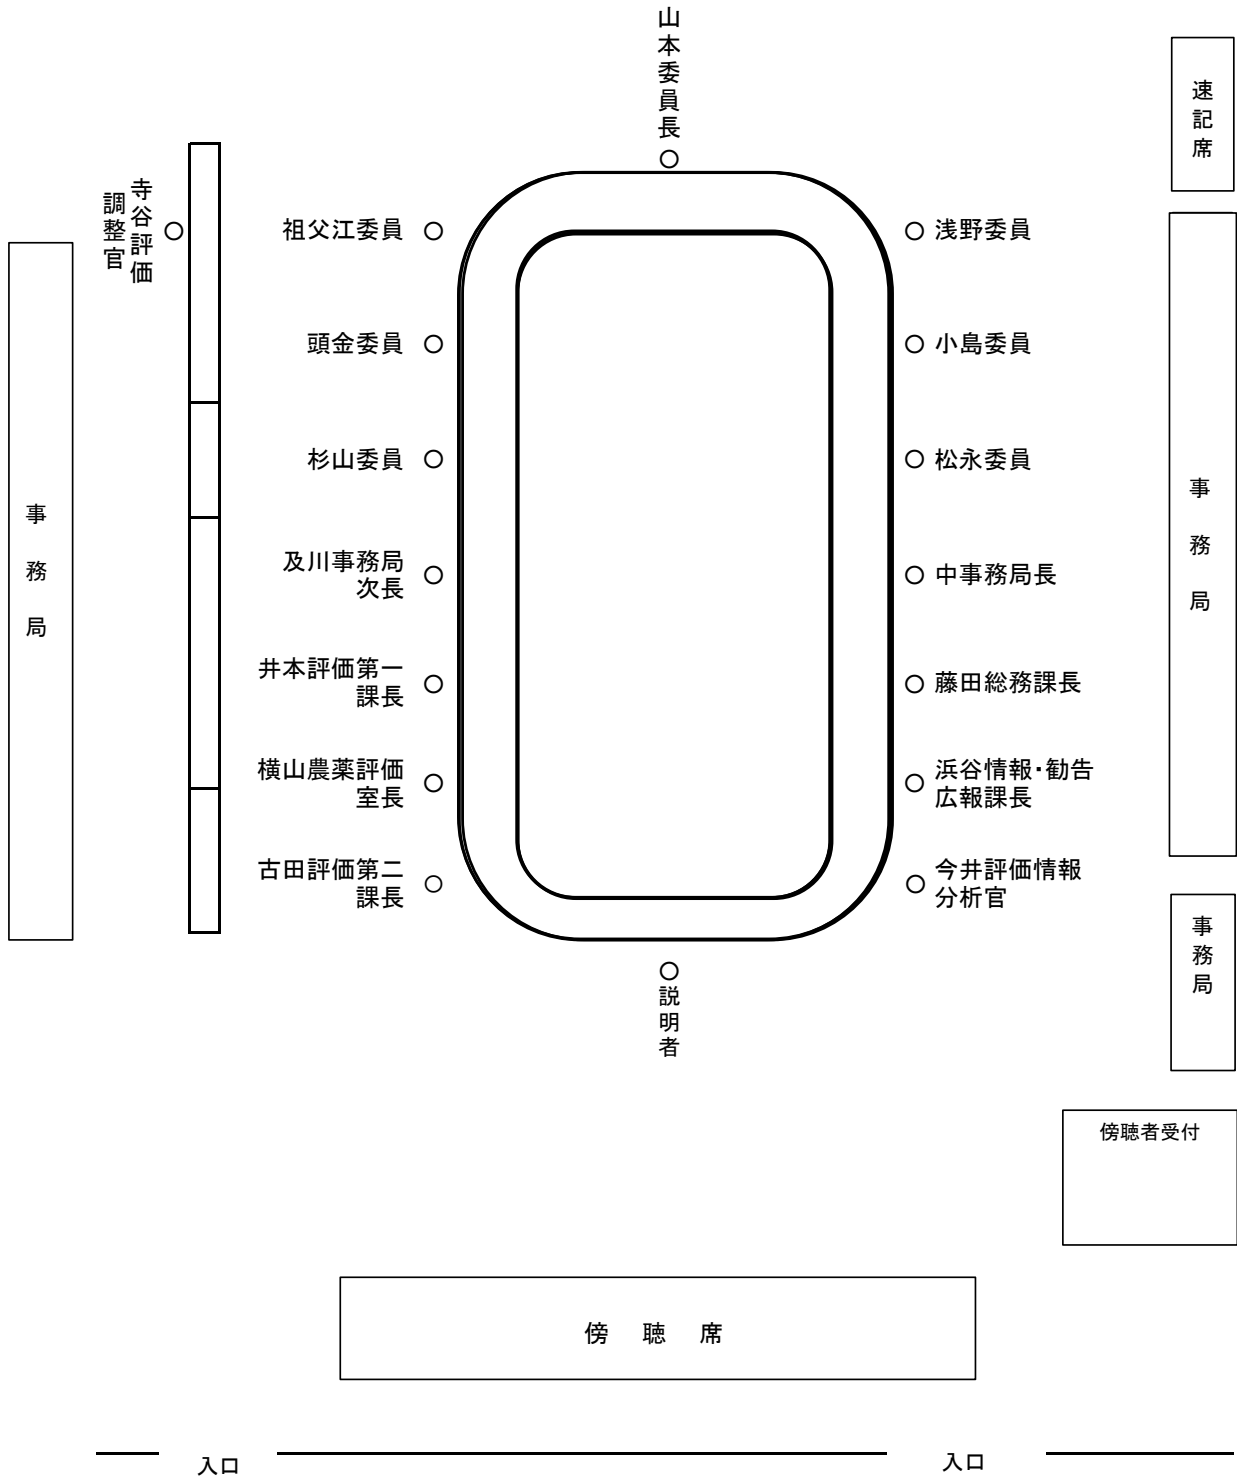 山本委員長
速記席
寺谷評価
調整官
祖父江委員
浅野委員
頭金委員
小島委員
杉山委員
松永委員
事務局
事務局
及川事務局
次長
中事務局長
井本評価第一
課長
藤田総務課長
横山農薬評価
室長
浜谷情報・勧告
広報課長
古田評価第二
課長
今井評価情報
分析官
事務局
説明者
傍聴者受付
傍 聴 席
入口
入口